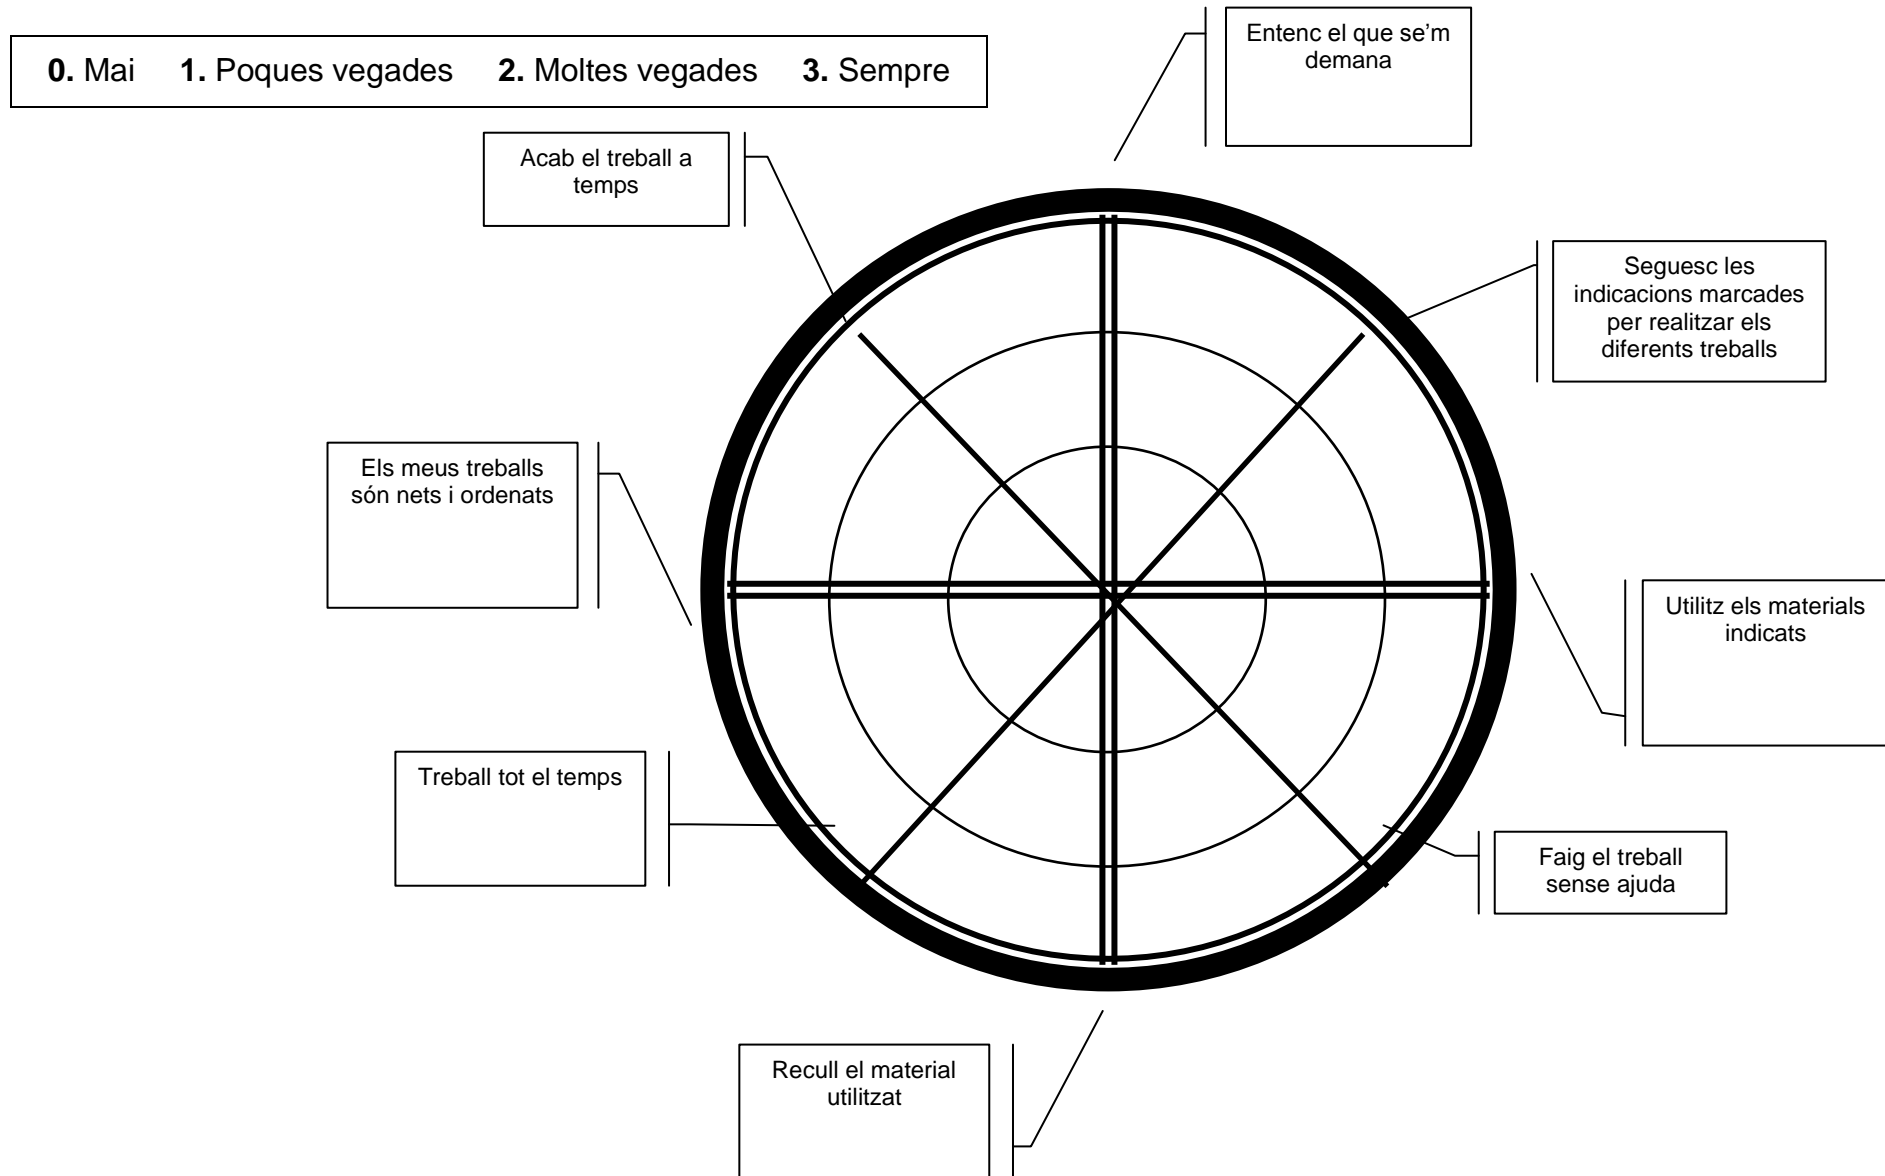 0. Mai 1. Poques vegades 2. Moltes vegades 3. Sempre
Entenc el que se’m
demana
Acab el treball a
temps
Seguesc les
indicacions marcades
per realitzar els
diferents treballs
Els meus treballs
són nets i ordenats
Utilitz els materials
indicats
Treball tot el temps
Faig el treball
sense ajuda
Recull el material
utilitzat